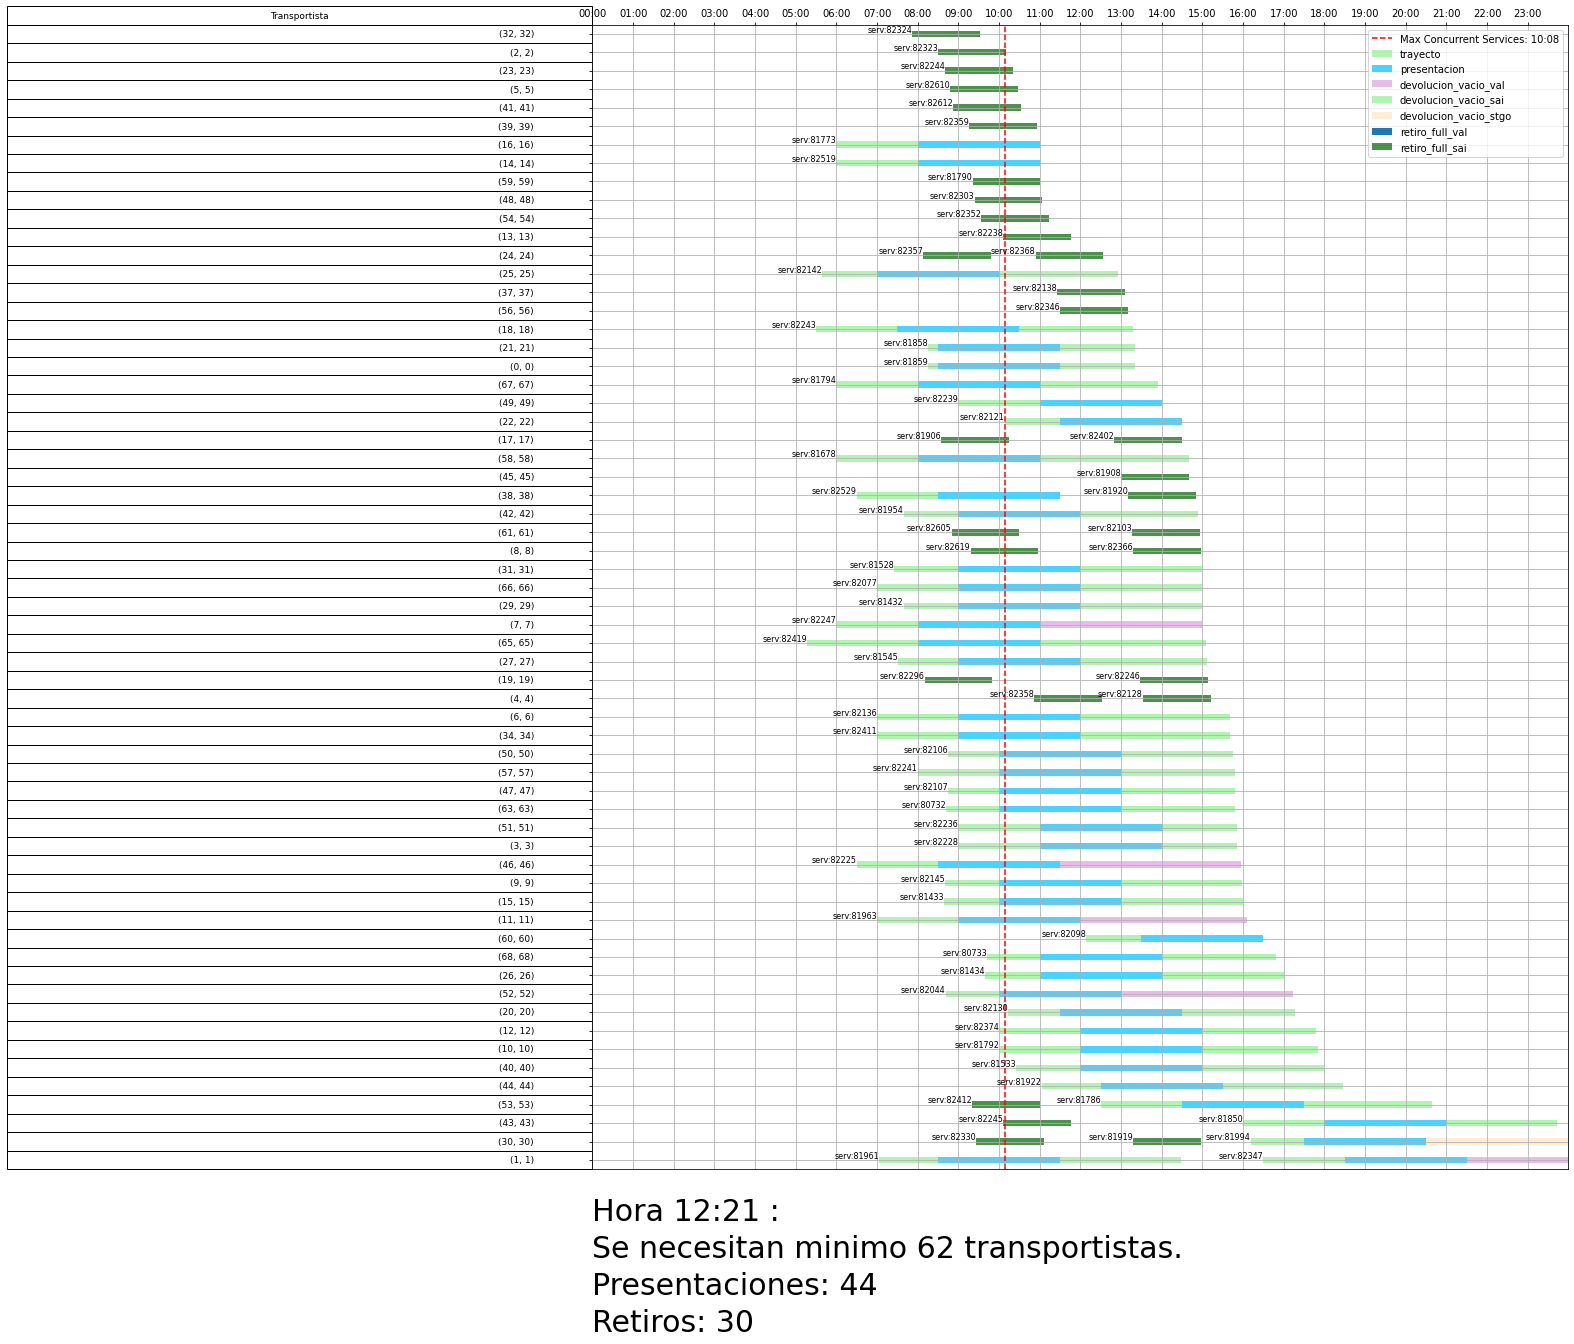 Transportista 00:00 01:00 02:00 03:00 04:00 05:00 06:00 07:00 08:00 09:00 10:00 11:00 12:00 13:00 14:00 15:00 16:00 17:00 18:00 19:00 20:00 21:00 22:00 23:00
Max Concurrent Services: 10:08
trayecto
presentacion
devolucion_vacio_val
devolucion_vacio_sai
devolucion_vacio_stgo
retiro_full_val
retiro_full_sai
(32, 32) serv:82324
(2, 2) serv:82323
(23, 23) serv:82244
(5, 5) serv:82610
(41, 41) serv:82612
(39, 39) serv:82359
(16, 16) serv:81773
(14, 14) serv:82519
(59, 59) serv:81790
(48, 48) serv:82303
(54, 54) serv:82352
(13, 13) serv:82238
(24, 24) serv:82357 serv:82368
(25, 25) serv:82142
(37, 37) serv:82138
(56, 56) serv:82346
(18, 18) serv:82243
(21, 21) serv:81858
(0, 0) serv:81859
(67, 67) serv:81794
(49, 49) serv:82239
(22, 22) serv:82121
(17, 17) serv:81906 serv:82402
(58, 58) serv:81678
(45, 45) serv:81908
(38, 38) serv:82529 serv:81920
(42, 42) serv:81954
(61, 61) serv:82605 serv:82103
(8, 8) serv:82619 serv:82366
(31, 31) serv:81528
(66, 66) serv:82077
(29, 29) serv:81432
(7, 7) serv:82247
(65, 65) serv:82419
(27, 27) serv:81545
(19, 19) serv:82296 serv:82246
(4, 4) serv:82358 serv:82128
(6, 6) serv:82136
(34, 34) serv:82411
(50, 50) serv:82106
(57, 57) serv:82241
(47, 47) serv:82107
(63, 63) serv:80732
(51, 51) serv:82236
(3, 3) serv:82228
(46, 46) serv:82225
(9, 9) serv:82145
(15, 15) serv:81433
(11, 11) serv:81963
(60, 60) serv:82098
(68, 68) serv:80733
(26, 26) serv:81434
(52, 52) serv:82044
(20, 20) serv:82130
(12, 12) serv:82374
(10, 10) serv:81792
(40, 40) serv:81533
(44, 44) serv:81922
(53, 53) serv:82412 serv:81786
(43, 43) serv:82245 serv:81850
(30, 30) serv:82330 serv:81919 serv:81994
(1, 1) serv:81961 serv:82347
Hora 12:21 :
Se necesitan minimo 62 transportistas.
Presentaciones: 44
Retiros: 30